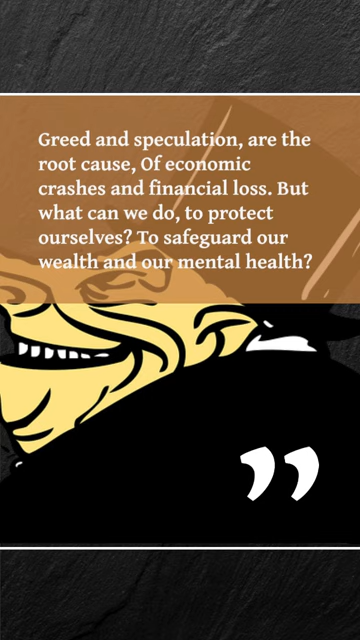 Greed and speculation, are the
root cause, Of economic
crashes and financial loss. But
what can we do, to protect
ourselves? To safeguard our
wealth and our mental health?
”